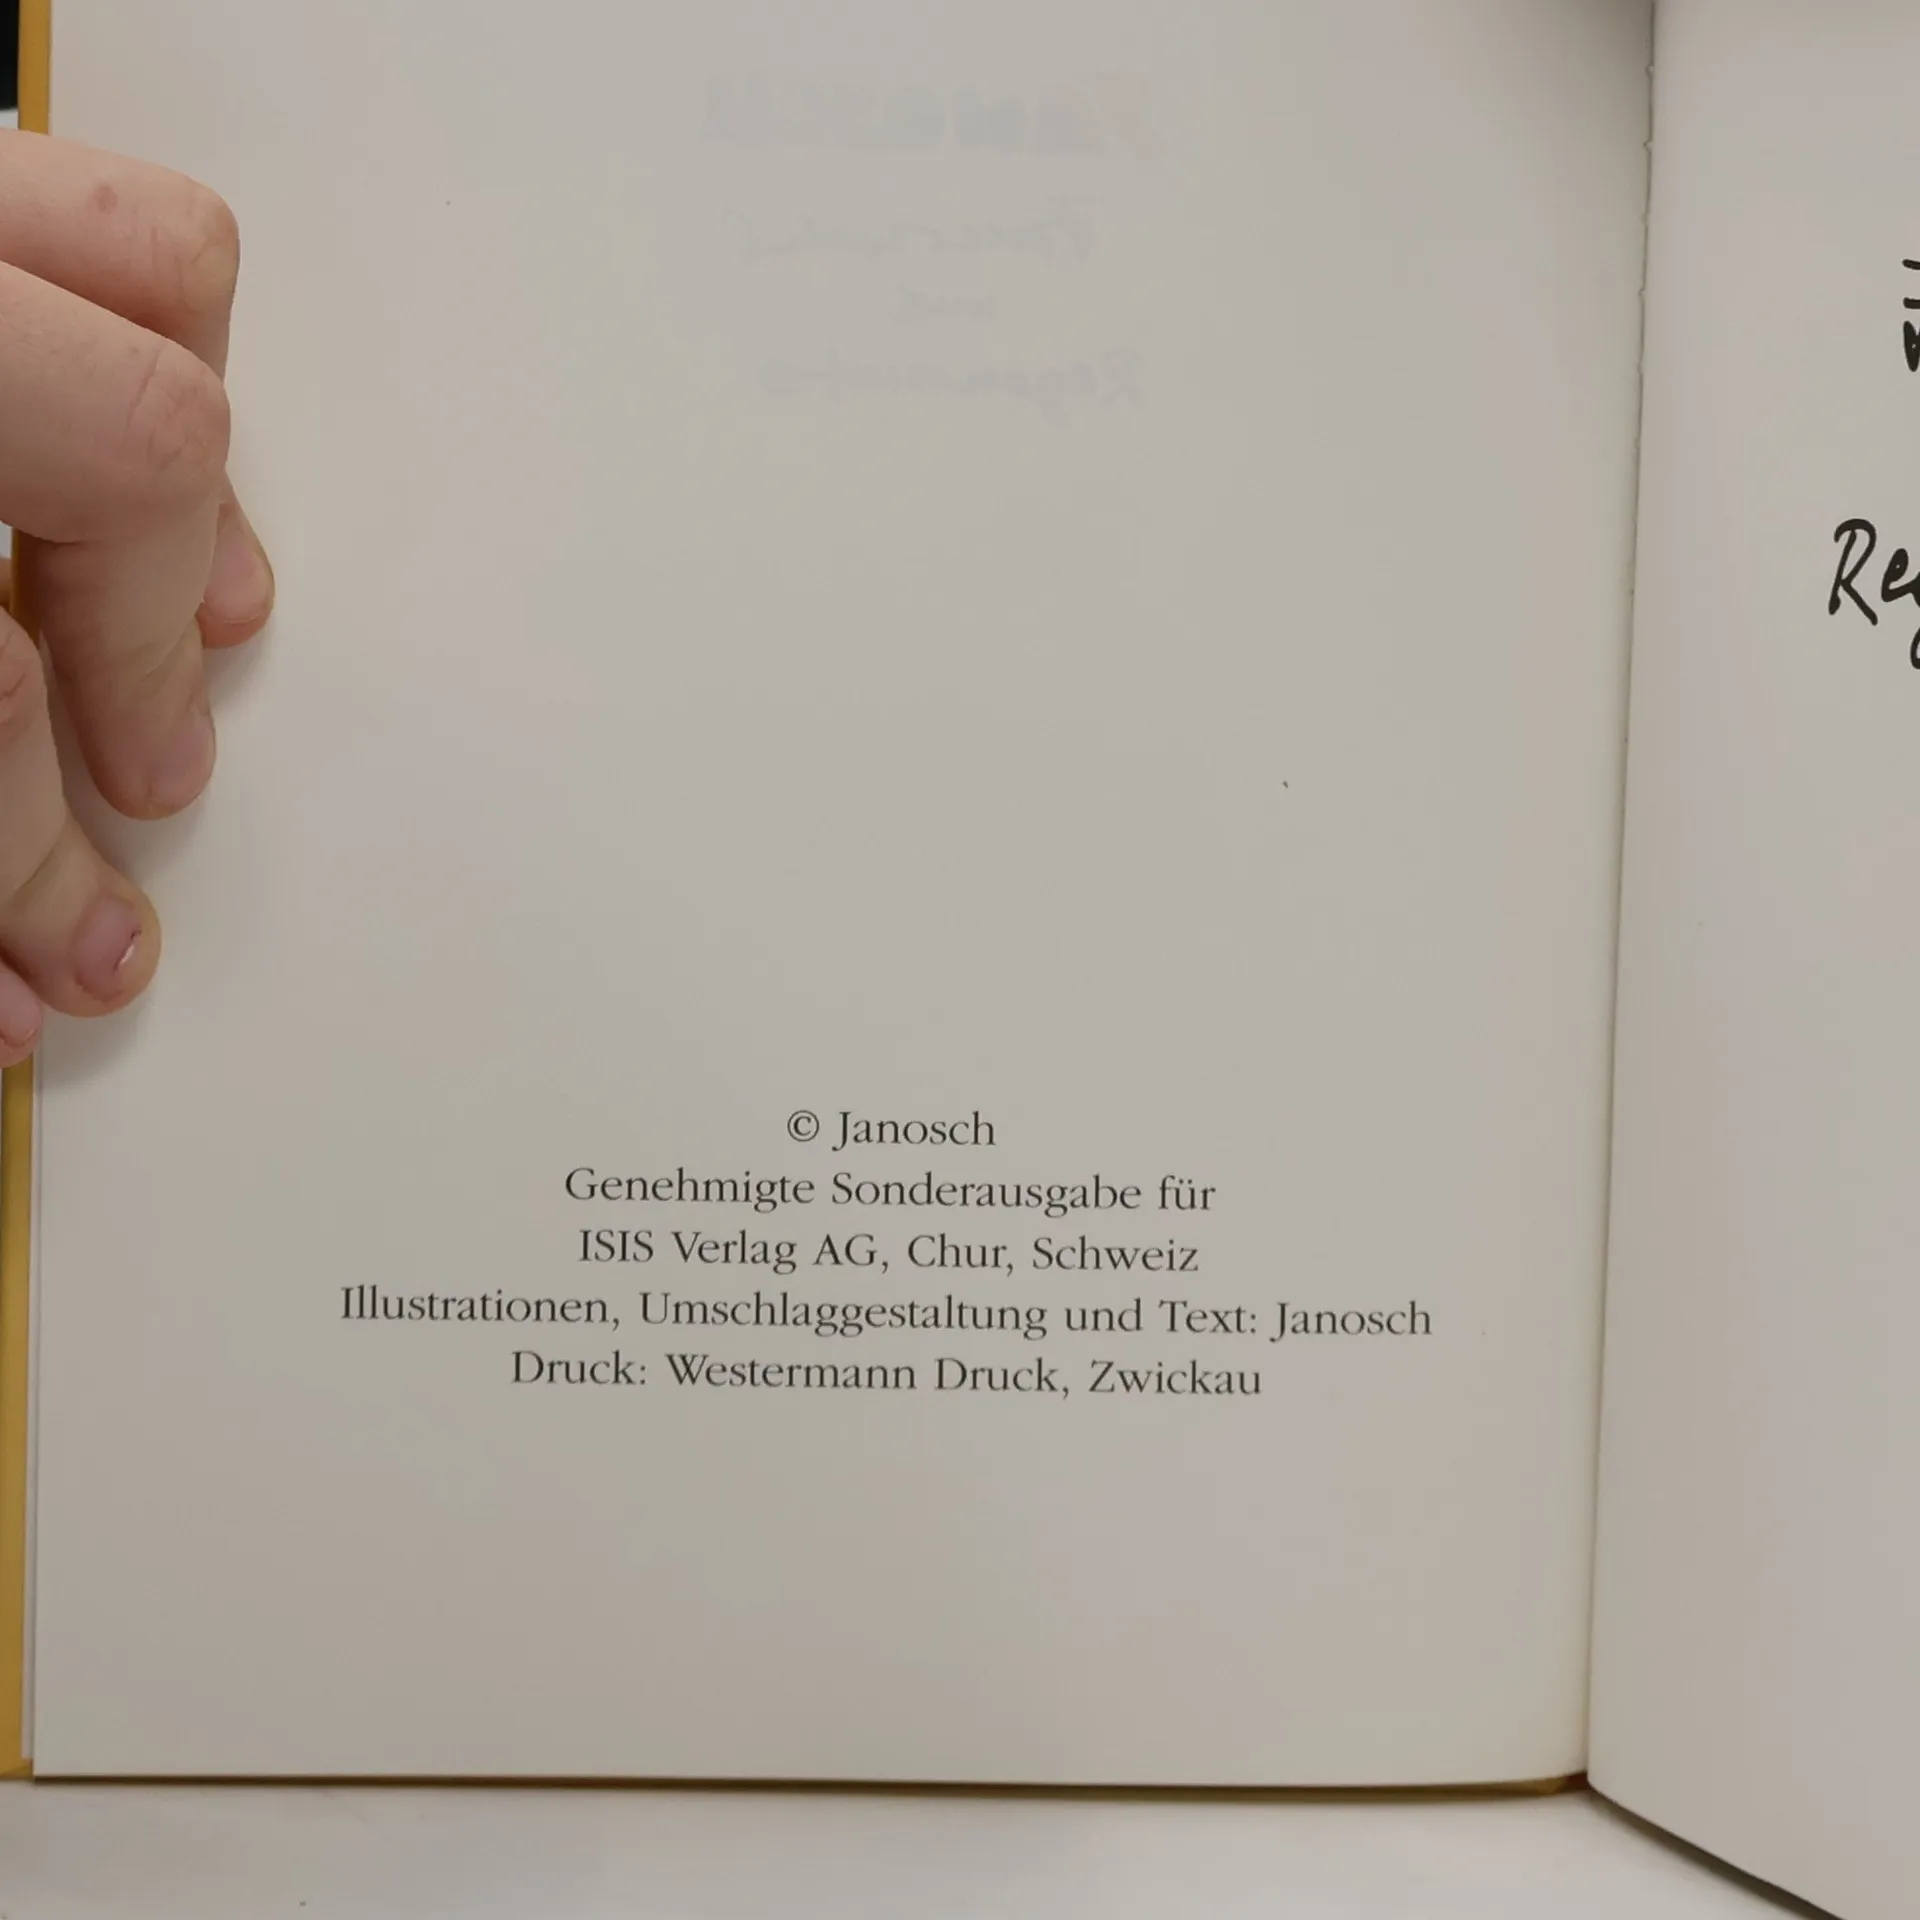 © Janosch
Genehmigte Sonderausgabe für
ISIS Verlag AG, Chur, Schweiz
Illustrationen, Umschlaggestaltung und Text: Janosch
Druck: Westermann Druck, Zwickau